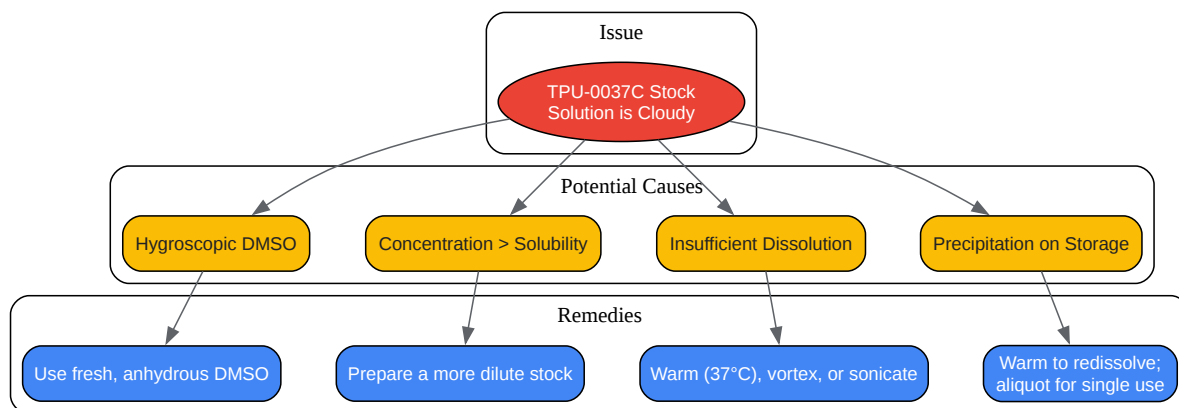 Issue
TPU-0037C Stock
Solution is Cloudy
Potential Causes
Hygroscopic DMSO
Concentration > Solubility
Insufficient Dissolution
Precipitation on Storage
Remedies
Use fresh, anhydrous DMSO
Prepare a more dilute stock
Warm (37°C), vortex, or sonicate
Warm to redissolve;
aliquot for single use